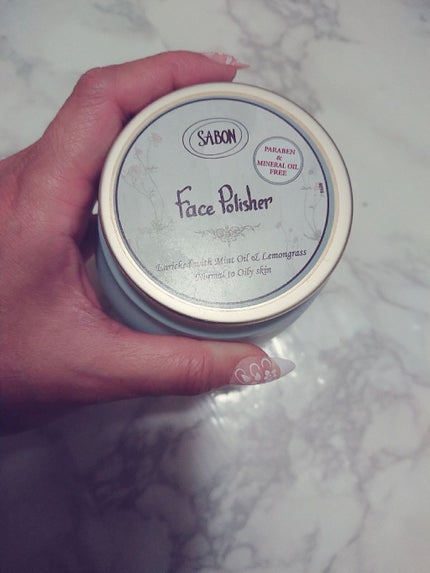 SABON
PARABEN
&
MINERAL OIL
FREE
Face Polisher
Enriched with Mint Oil & Lemongrass
Normal to Oily skin